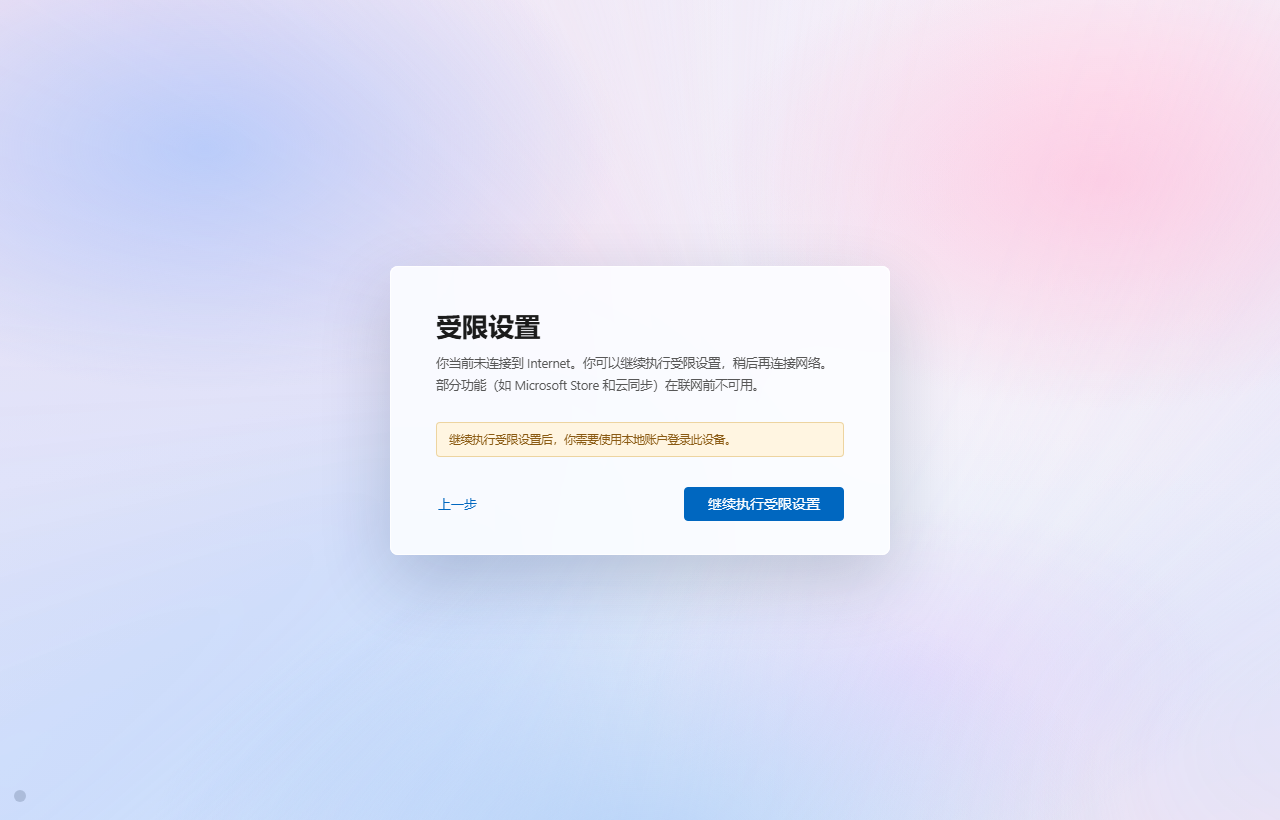 受限设置
你当前未连接到 Internet。你可以继续执行受限设置，稍后再连接网络。
部分功能（如 Microsoft Store 和云同步）在联网前不可用。
继续执行受限设置后，你需要使用本地账户登录此设备。
上一步
继续执行受限设置